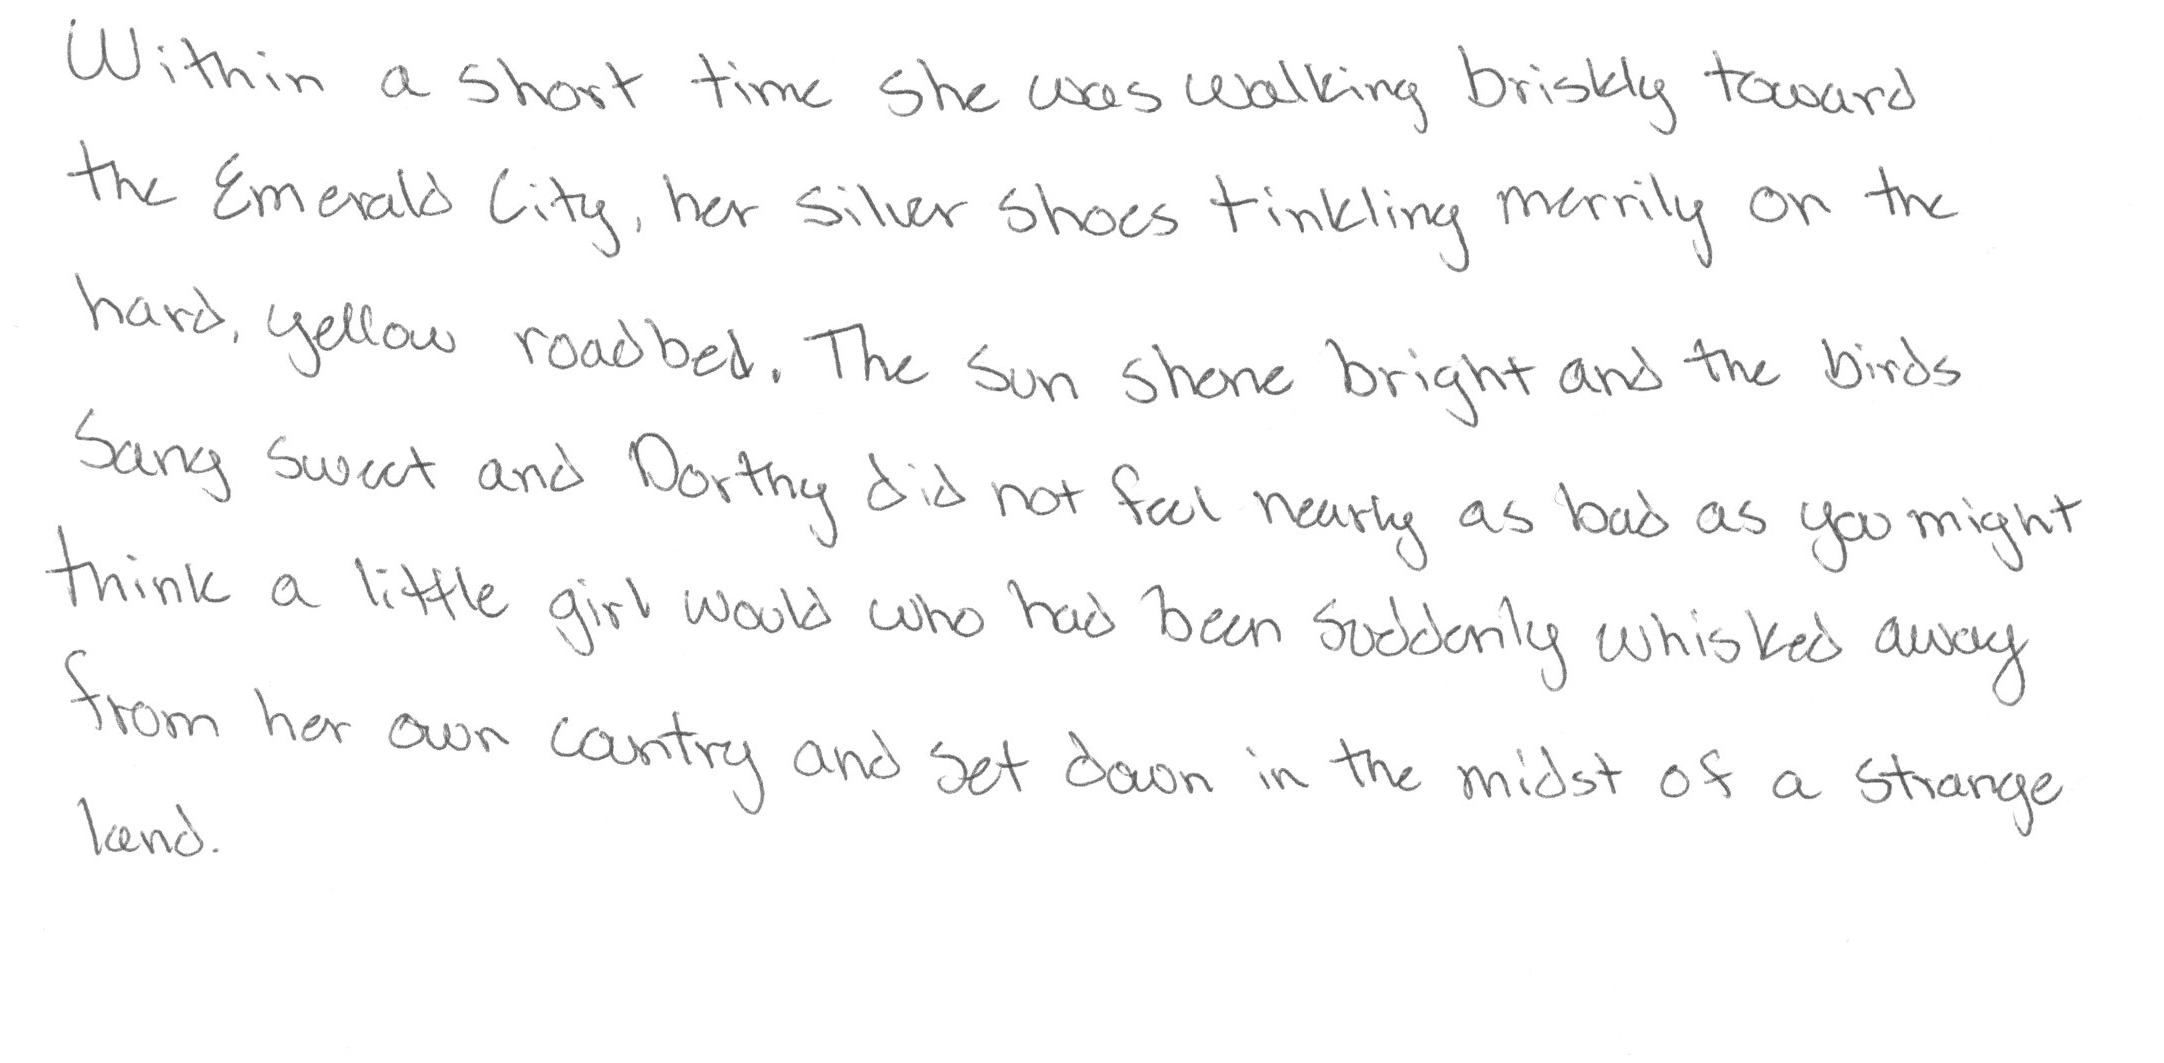 Within a short time she was walking briskly toward
the Emerald City, her silver shoes tinkling merrily on the
hard, yellow roadbed. The sun shone bright and the birds
sang sweet and Dorthy did not feel nearly as bad as you might
think a little girl would who had been suddenly whisked away
from her own country and set down in the midst of a strange
land.